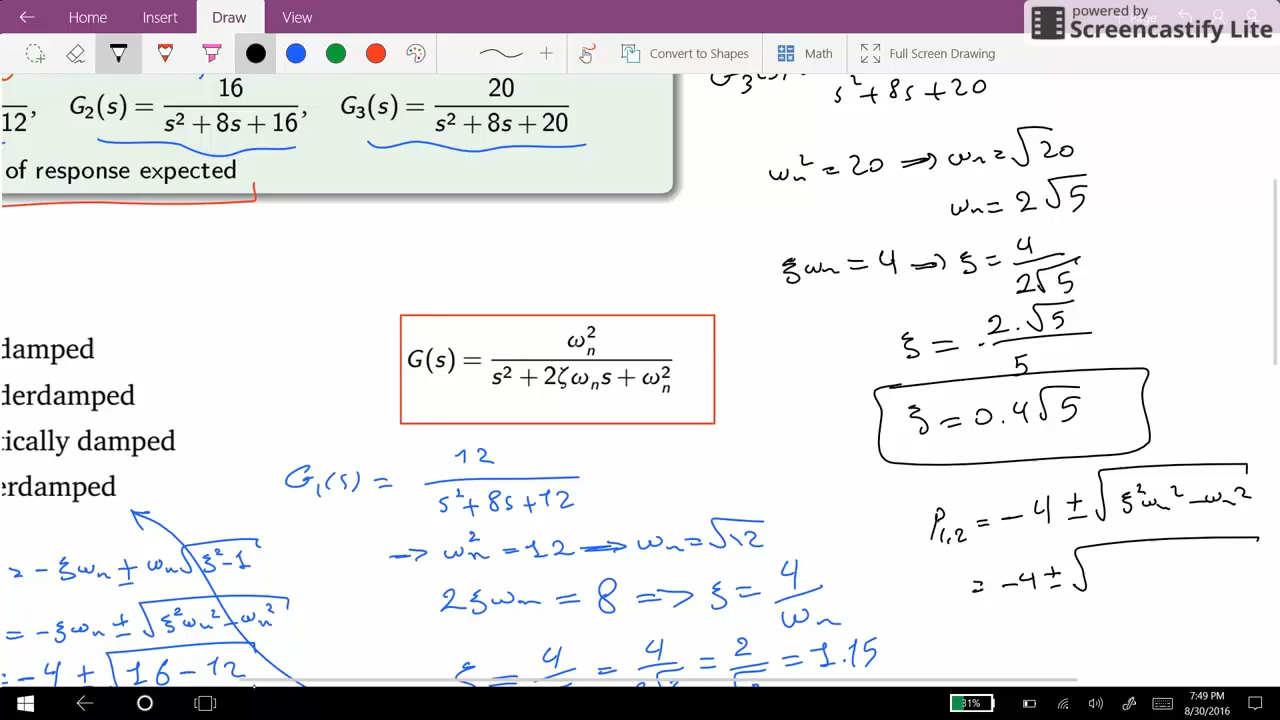 Home Insert Draw View
powered by
Screencastify Lite
Convert to Shapes Math Full Screen Drawing
12, G₂(s) = 16 / (s² + 8s + 16), G₃(s) = 20 / (s² + 8s + 20)
of response expected
G₃(s)
s² + 8s + 20
ωn² = 20 → ωn = √20
ωn = 2√5
ξωn = 4 → ξ = 4 / 2√5
ξ = 2.√5 / 5
ξ = 0.4√5
P₁,₂ = -4 ± √(ξ²ωn² - ωn²)
= -4 ± √
damped
derdamped
tically damped
erdamped
G(s) = ωn² / (s² + 2ζωns + ωn²)
G₁(s) = 12 / (s² + 8s + 12)
→ ωn² = 12 → ωn = √12
2ξωn = 8 => ξ = 4 / ωn
= 4 = 2 = 1.15
= -ξωn ± ωn√(ξ² - 1)
= -ξωn ± √(ξ²ωn² - ωn²)
= -4 ± √(16 - 12)
31%
7:49 PM
8/30/2016